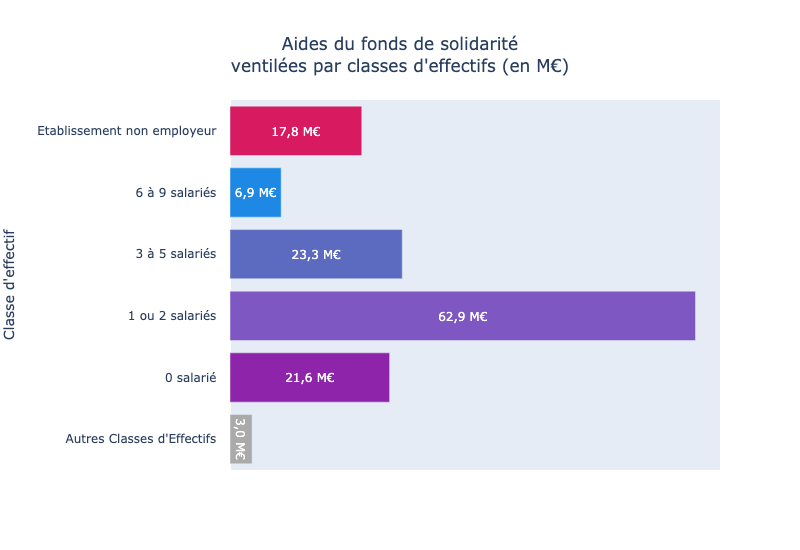 Aides du fonds de solidarité
ventilées par classes d'effectifs (en M€)
Classe d'effectif
Etablissement non employeur
17,8 M€
6 à 9 salariés
6,9 M€
3 à 5 salariés
23,3 M€
1 ou 2 salariés
62,9 M€
0 salarié
21,6 M€
Autres Classes d'Effectifs
3,0 M€